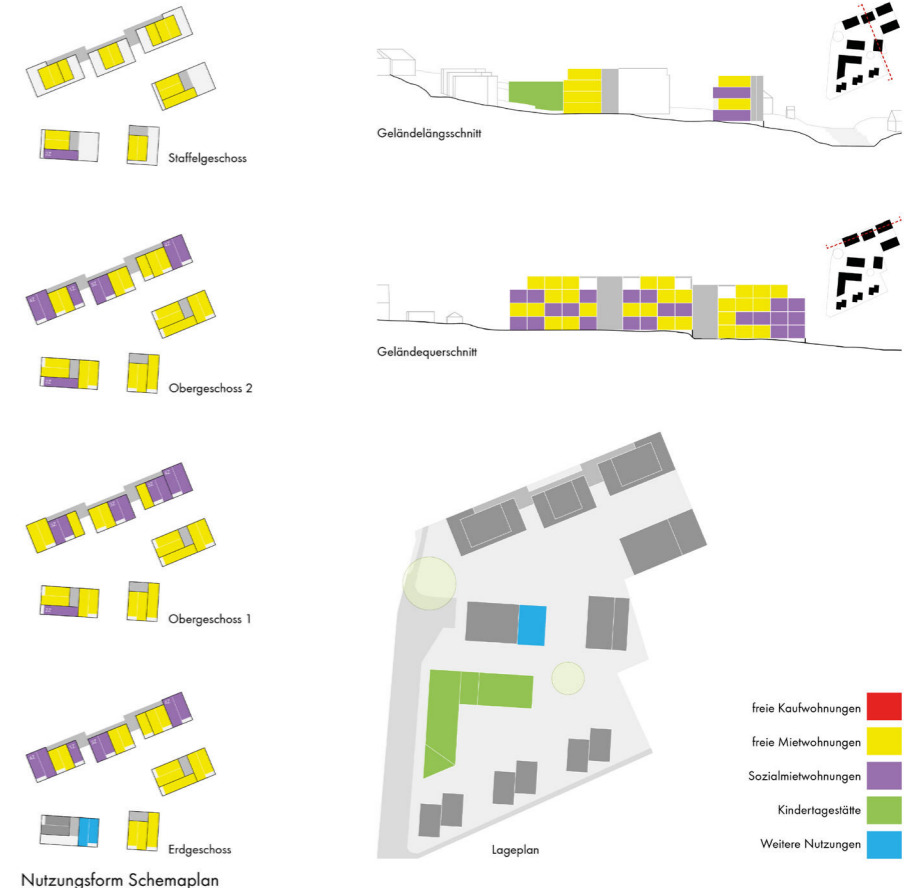 Staffelgeschoss
Geländelängsschnitt
Obergeschoss 2
Geländequerschnitt
Obergeschoss 1
Erdgeschoss
Nutzungsform Schemaplan
Lageplan
freie Kaufwohnungen
freie Mietwohnungen
Sozialmietwohnungen
Kindertagestätte
Weitere Nutzungen